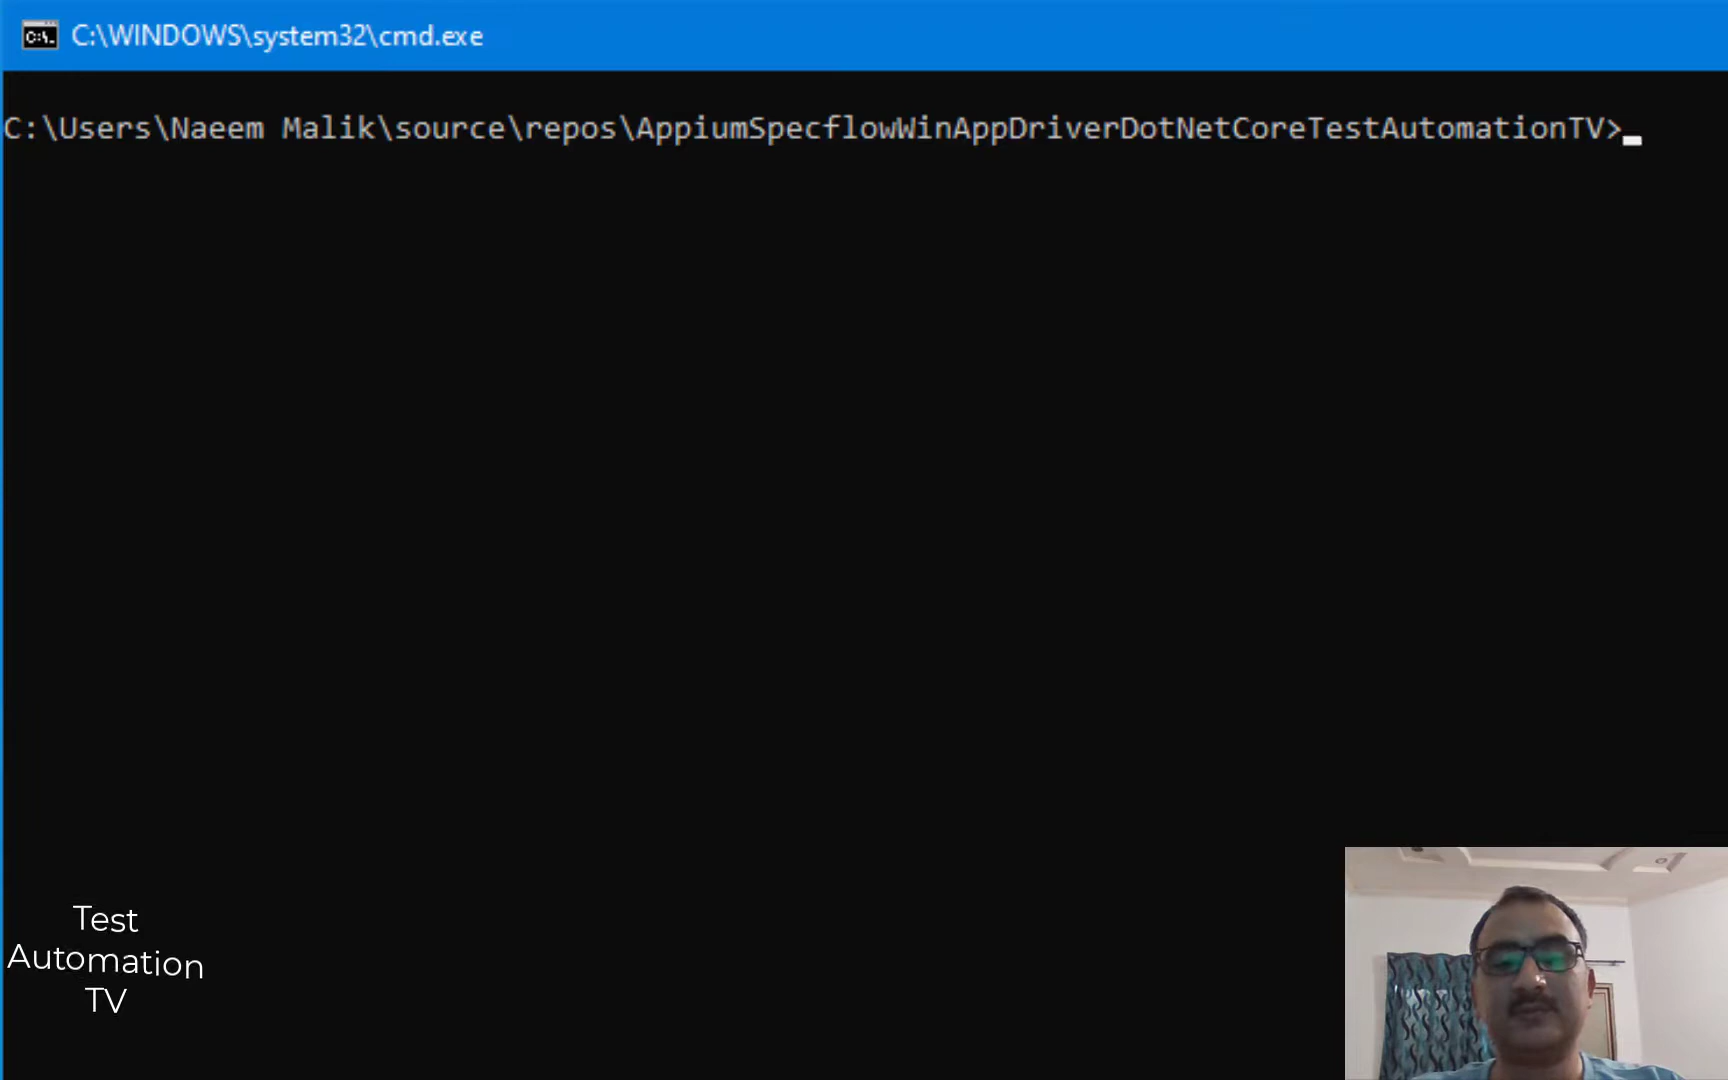 C:\WINDOWS\system32\cmd.exe
C:\Users\Naeem Malik\source\repos\AppiumSpecflowWinAppDriverDotNetCoreTestAutomationTV>
Test
Automation
TV